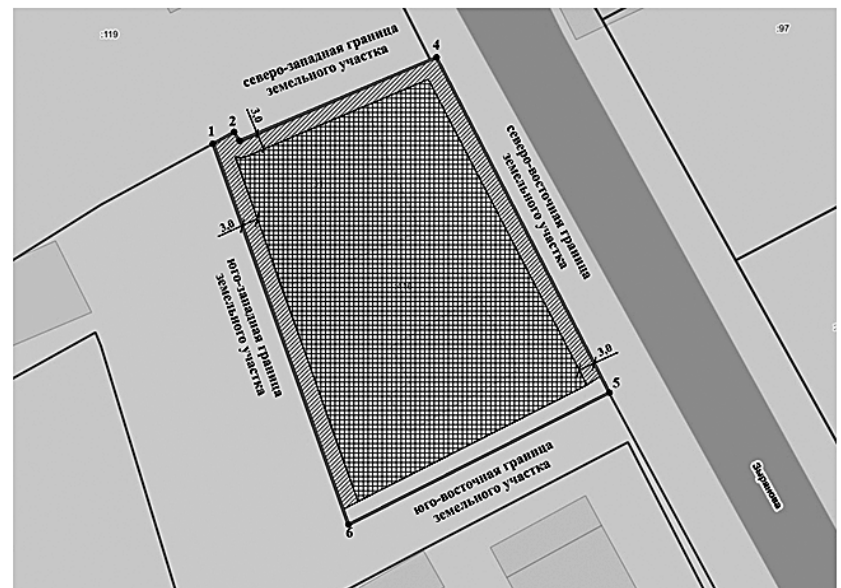 :119
:97
северо-западная граница
земельного участка
4
1
2
3,0
северо-восточная граница
земельного участка
3,0
юго-западная граница
земельного участка
3,0
5
юго-восточная граница
земельного участка
6
Зырянова